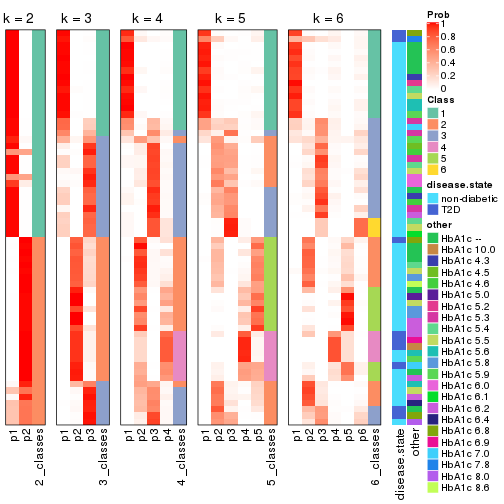 k = 2
k = 3
k = 4
k = 5
k = 6
p1
p2
2_classes
p1
p2
p3
3_classes
p1
p2
p3
p4
4_classes
p1
p2
p3
p4
p5
5_classes
p1
p2
p3
p4
p5
p6
6_classes
disease.state
other
Prob
1
0.8
0.6
0.4
0.2
0
Class
1
2
3
4
5
6
disease.state
non-diabetic
T2D
other
HbA1c --
HbA1c 10.0
HbA1c 4.3
HbA1c 4.5
HbA1c 4.6
HbA1c 5.0
HbA1c 5.2
HbA1c 5.3
HbA1c 5.4
HbA1c 5.5
HbA1c 5.6
HbA1c 5.8
HbA1c 5.9
HbA1c 6.0
HbA1c 6.1
HbA1c 6.2
HbA1c 6.4
HbA1c 6.8
HbA1c 6.9
HbA1c 7.0
HbA1c 7.8
HbA1c 8.0
HbA1c 8.6